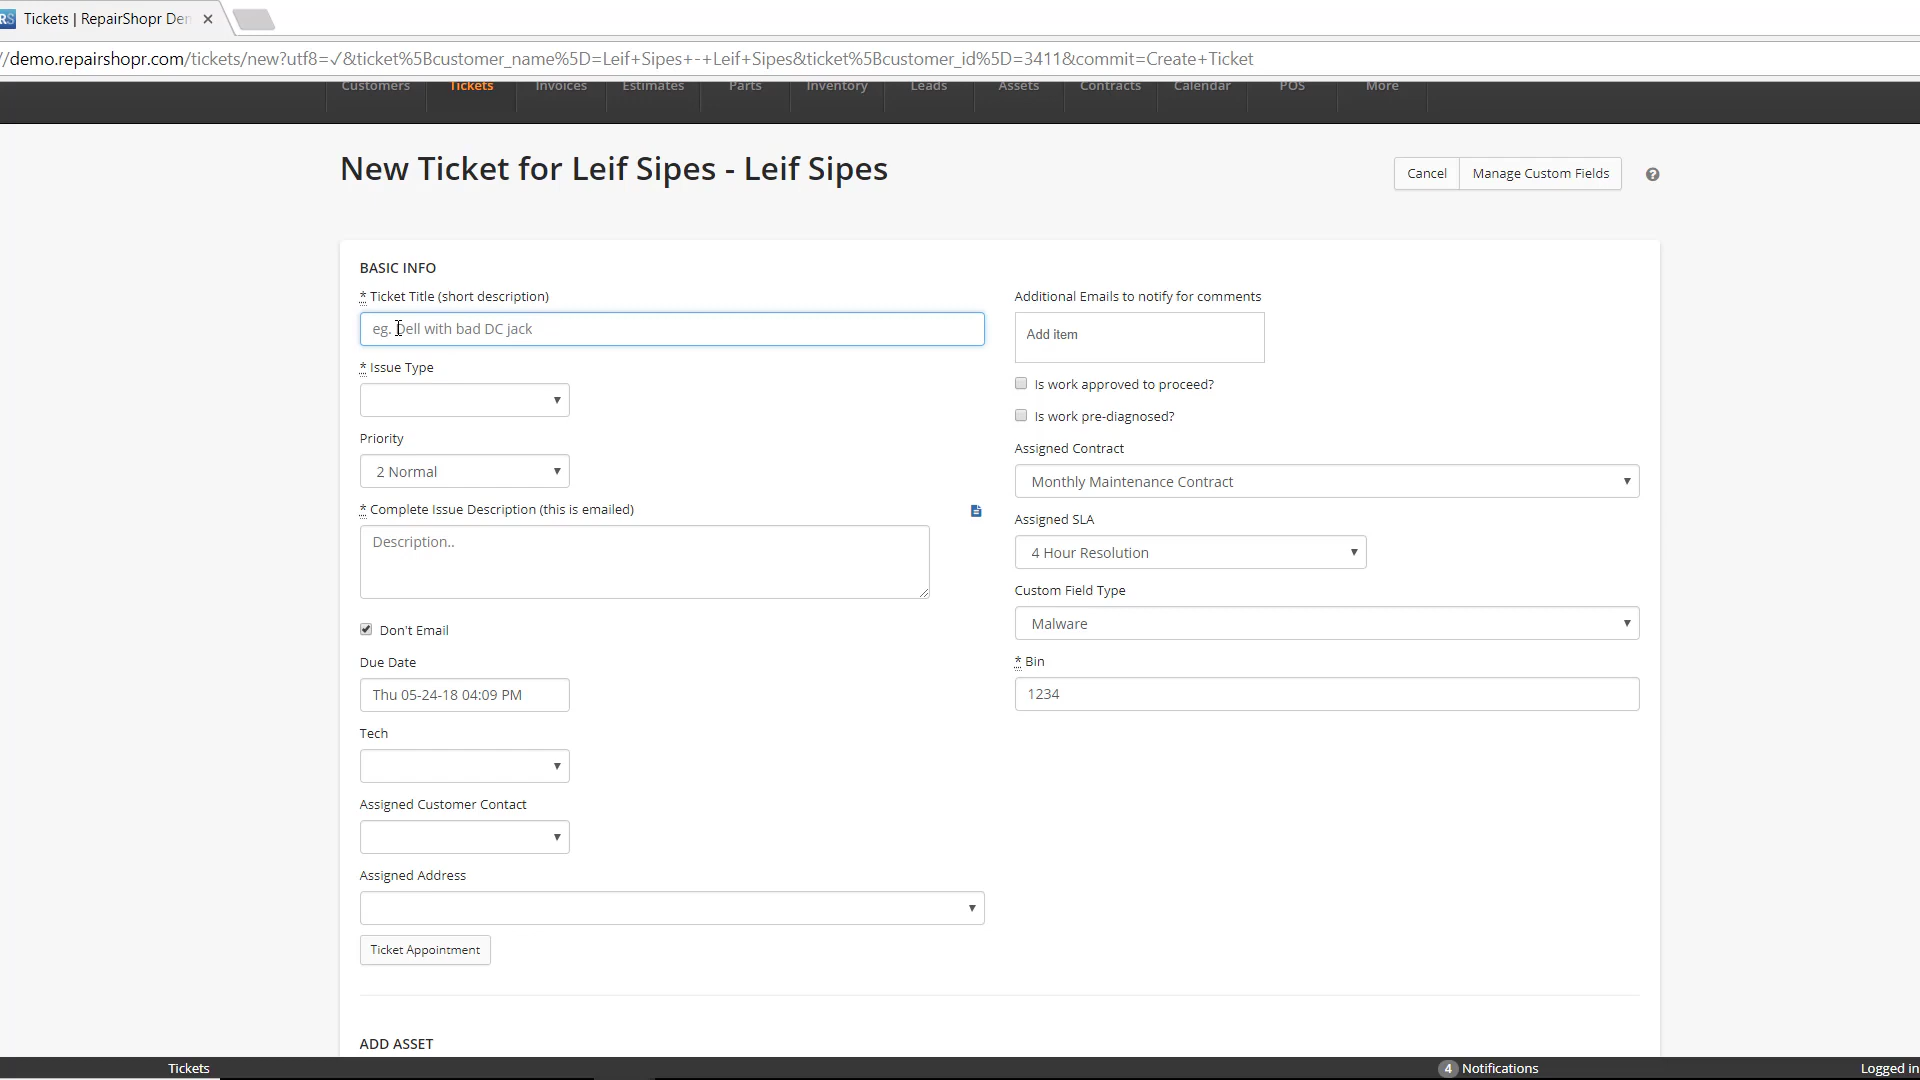 RS Tickets | RepairShopr Der
//demo.repairshopr.com/tickets/new?utf8=✓&ticket%5Bcustomer_name%5D=Leif+Sipes+-+Leif+Sipes&ticket%5Bcustomer_id%5D=3411&commit=Create+Ticket
Customers Tickets Invoices Estimates Parts Inventory Leads Assets Contracts Calendar POS More
New Ticket for Leif Sipes - Leif Sipes
Cancel Manage Custom Fields ?
BASIC INFO
* Ticket Title (short description)
eg. Dell with bad DC jack
* Issue Type
Priority
2 Normal
* Complete Issue Description (this is emailed)
Description..
Don't Email
Due Date
Thu 05-24-18 04:09 PM
Tech
Assigned Customer Contact
Assigned Address
Ticket Appointment
Additional Emails to notify for comments
Add item
Is work approved to proceed?
Is work pre-diagnosed?
Assigned Contract
Monthly Maintenance Contract
Assigned SLA
4 Hour Resolution
Custom Field Type
Malware
* Bin
1234
ADD ASSET
Tickets 4 Notifications Logged in